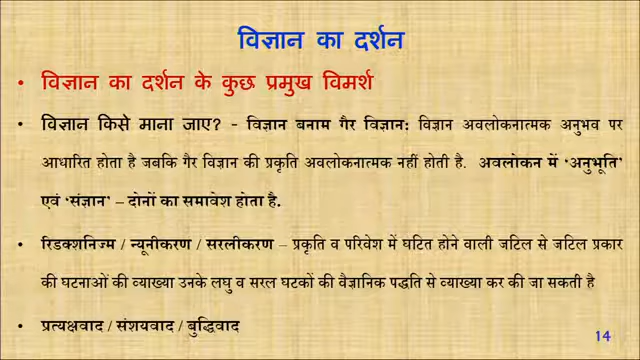 विज्ञान का दर्शन
• विज्ञान का दर्शन के कुछ प्रमुख विमर्श
• विज्ञान किसे माना जाए? - विज्ञान बनाम गैर विज्ञान: विज्ञान अवलोकनात्मक अनुभव पर
आधारित होता है जबकि गैर विज्ञान की प्रकृति अवलोकनात्मक नहीं होती है. अवलोकन में ‘अनुभूति’
एवं ‘संज्ञान’ – दोनों का समावेश होता है.
• रिडक्शनिज्म / न्यूनीकरण / सरलीकरण – प्रकृति व परिवेश में घटित होने वाली जटिल से जटिल प्रकार
की घटनाओं की व्याख्या उनके लघु व सरल घटकों की वैज्ञानिक पद्धति से व्याख्या कर की जा सकती है
• प्रत्यक्षवाद / संशयवाद / बुद्धिवाद
14